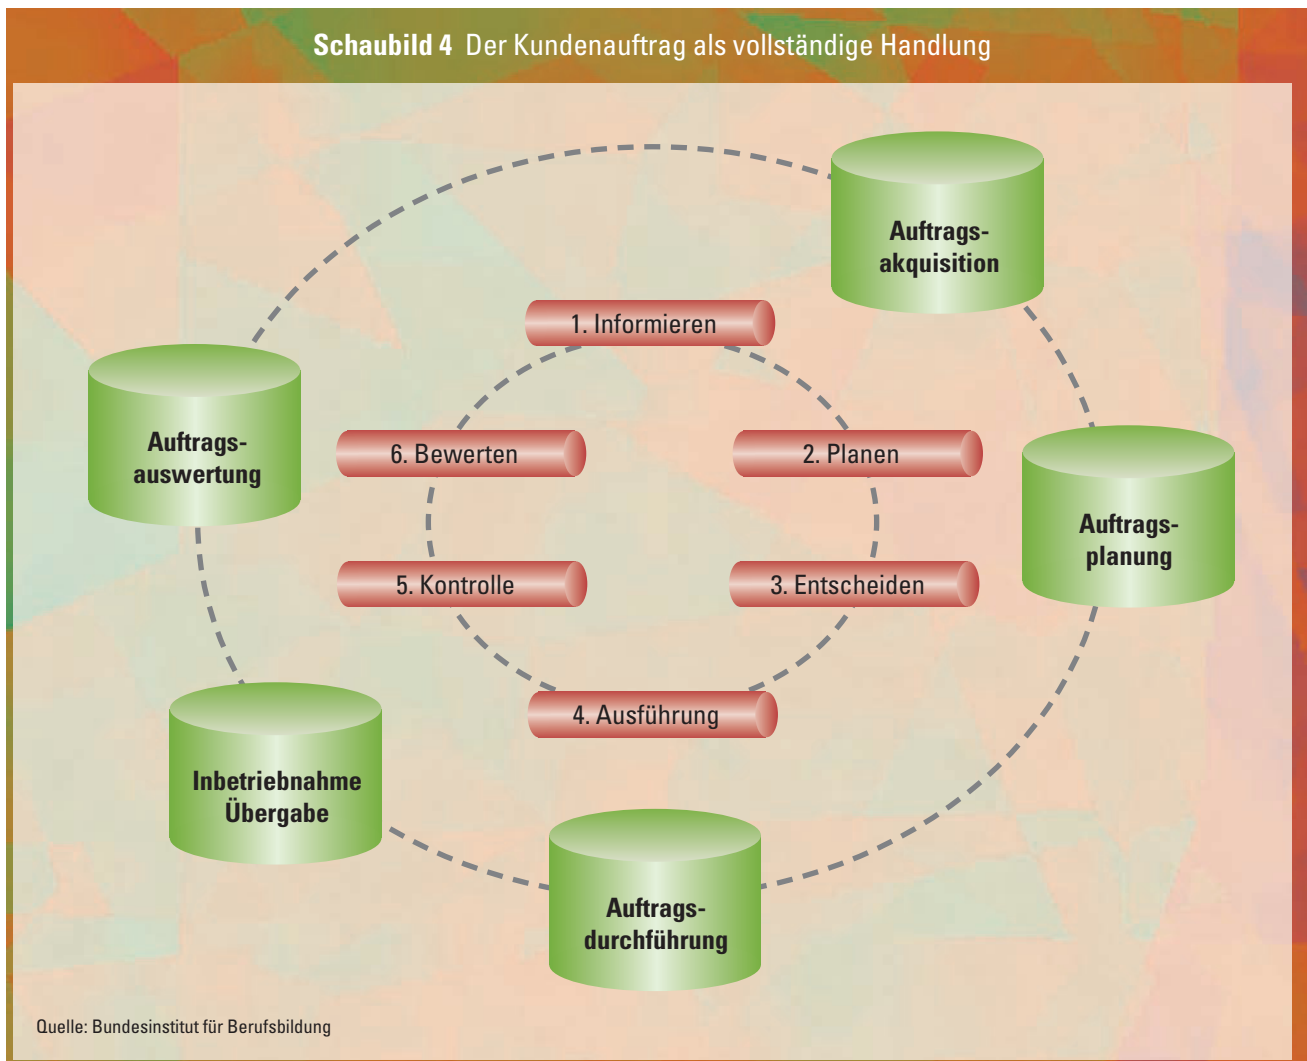 Schaubild 4 Der Kundenauftrag als vollständige Handlung
Auftrags-
akquisition
1. Informieren
Auftrags-
auswertung
6. Bewerten
2. Planen
Auftrags-
planung
5. Kontrolle
3. Entscheiden
4. Ausführung
Inbetriebnahme
Übergabe
Auftrags-
durchführung
Quelle: Bundesinstitut für Berufsbildung